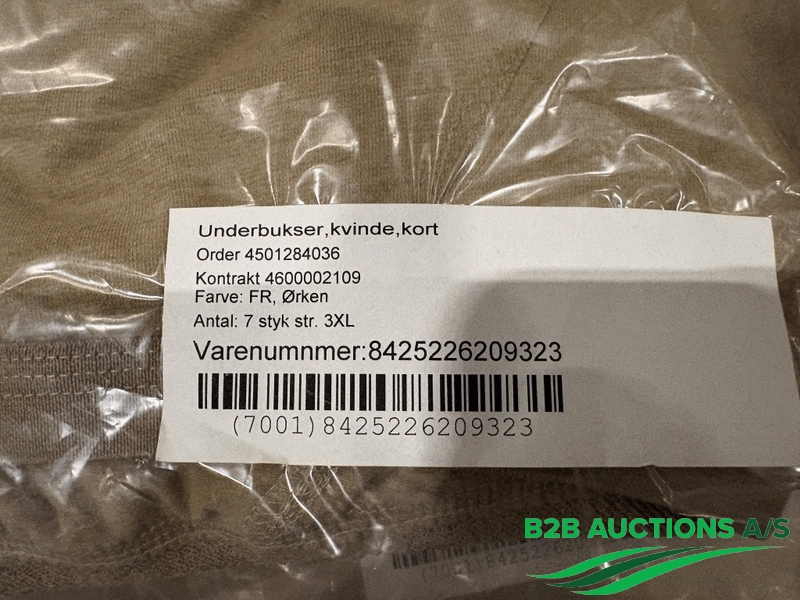 Underbukser,kvinde,kort
Order 4501284036
Kontrakt 4600002109
Farve: FR, Ørken
Antal: 7 styk str. 3XL
Varenumnmer:8425226209323
(7001)8425226209323
B2B AUCTIONS A/S